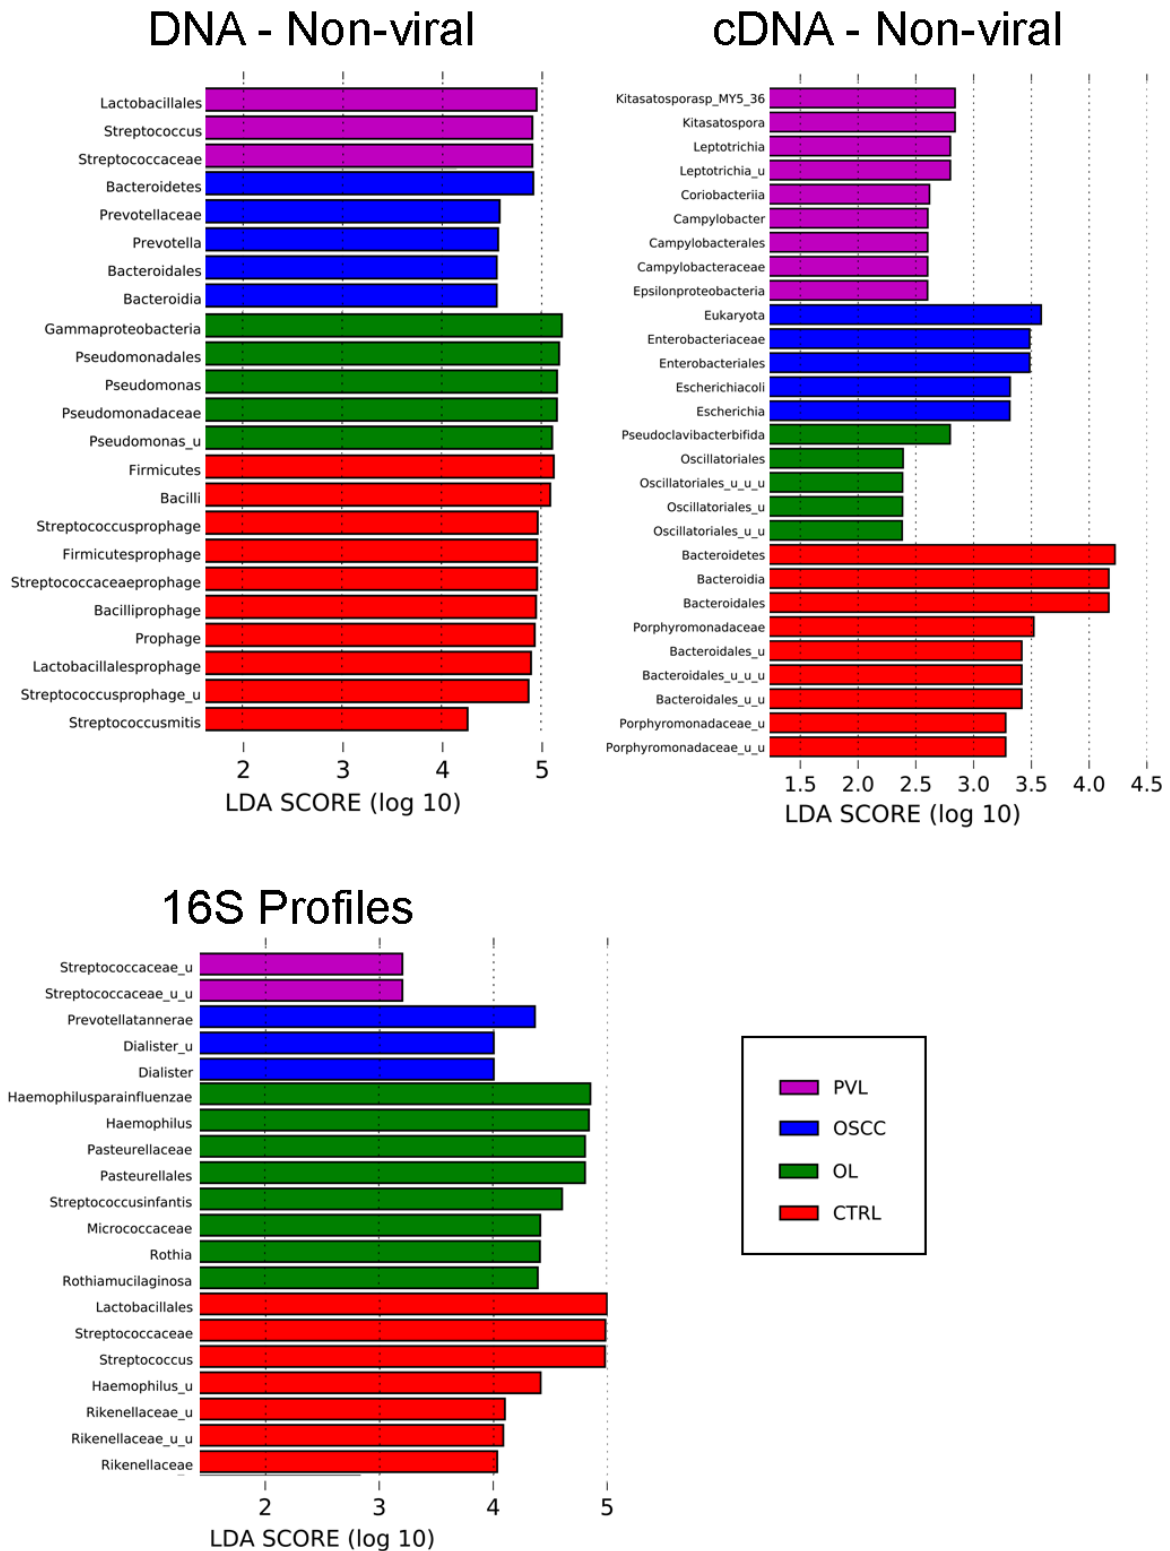 DNA - Non-viral
Lactobacillales
Streptococcus
Streptococcaceae
Bacteroidetes
Prevotellaceae
Prevotella
Bacteroidales
Bacteroidia
Gammaproteobacteria
Pseudomonadales
Pseudomonas
Pseudomonadaceae
Pseudomonas_u
Firmicutes
Bacilli
Streptococcusprophage
Firmicutesprophage
Streptococcaceaeprophage
Bacilliprophage
Prophage
Lactobacillalesprophage
Streptococcusprophage_u
Streptococcusmitis
2 3 4 5
LDA SCORE (log 10)
cDNA - Non-viral
Kitasatosporasp_MY5_36
Kitasatospora
Leptotrichia
Leptotrichia_u
Coriobacteriia
Campylobacter
Campylobacterales
Campylobacteraceae
Epsilonproteobacteria
Eukaryota
Enterobacteriaceae
Enterobacteriales
Escherichiacoli
Escherichia
Pseudoclavibacterbifida
Oscillatoriales
Oscillatoriales_u_u_u
Oscillatoriales_u
Oscillatoriales_u_u
Bacteroidetes
Bacteroidia
Bacteroidales
Porphyromonadaceae
Bacteroidales_u
Bacteroidales_u_u_u
Bacteroidales_u_u
Porphyromonadaceae_u
Porphyromonadaceae_u_u
1.5 2.0 2.5 3.0 3.5 4.0 4.5
LDA SCORE (log 10)
16S Profiles
Streptococcaceae_u
Streptococcaceae_u_u
Prevotellatannerae
Dialister_u
Dialister
Haemophilusparainfluenzae
Haemophilus
Pasteurellaceae
Pasteurellales
Streptococcusinfantis
Micrococcaceae
Rothia
Rothiamucilaginosa
Lactobacillales
Streptococcaceae
Streptococcus
Haemophilus_u
Rikenellaceae_u
Rikenellaceae_u_u
Rikenellaceae
2 3 4 5
LDA SCORE (log 10)
PVL
OSCC
OL
CTRL